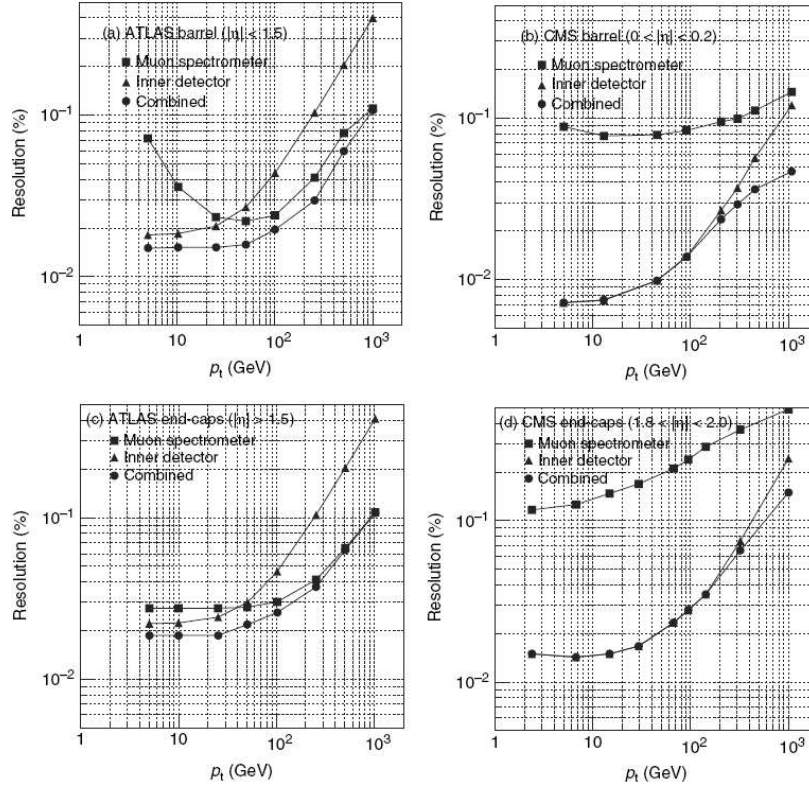 (a) ATLAS barrel (|η| < 1.5)
Muon spectrometer
Inner detector
Combined
Resolution (%)
10⁻¹
10⁻²
1
10
10²
10³
pₜ (GeV)
(b) CMS barrel (0 < |η| < 0.2)
Muon spectrometer
Inner detector
Combined
Resolution (%)
10⁻¹
10⁻²
1
10
10²
10³
pₜ (GeV)
(c) ATLAS end-caps (|η| > 1.5)
Muon spectrometer
Inner detector
Combined
Resolution (%)
10⁻¹
10⁻²
1
10
10²
10³
pₜ (GeV)
(d) CMS end-caps (1.8 < |η| < 2.0)
Muon spectrometer
Inner detector
Combined
Resolution (%)
10⁻¹
10⁻²
1
10
10²
10³
pₜ (GeV)